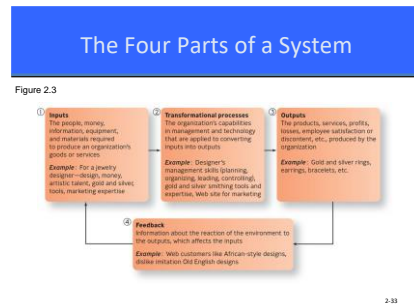 The Four Parts of a System
Figure 2.3
① Inputs
The people, money,
information, equipment,
and materials required
to produce an organization's
goods or services
Example: For a jewelry
designer—design, money,
artistic talent, gold and silver,
tools, marketing expertise
② Transformational processes
The organization's capabilities
in management and technology
that are applied to converting
inputs into outputs
Example: Designer's
management skills (planning,
organizing, leading, controlling),
gold and silver smithing tools and
expertise, Web site for marketing
③ Outputs
The products, services, profits,
losses, employee satisfaction or
discontent, etc., produced by the
organization
Example: Gold and silver rings,
earrings, bracelets, etc.
④ Feedback
Information about the reaction of the environment to
the outputs, which affects the inputs
Example: Web customers like African-style designs,
dislike imitation Old English designs
2-33